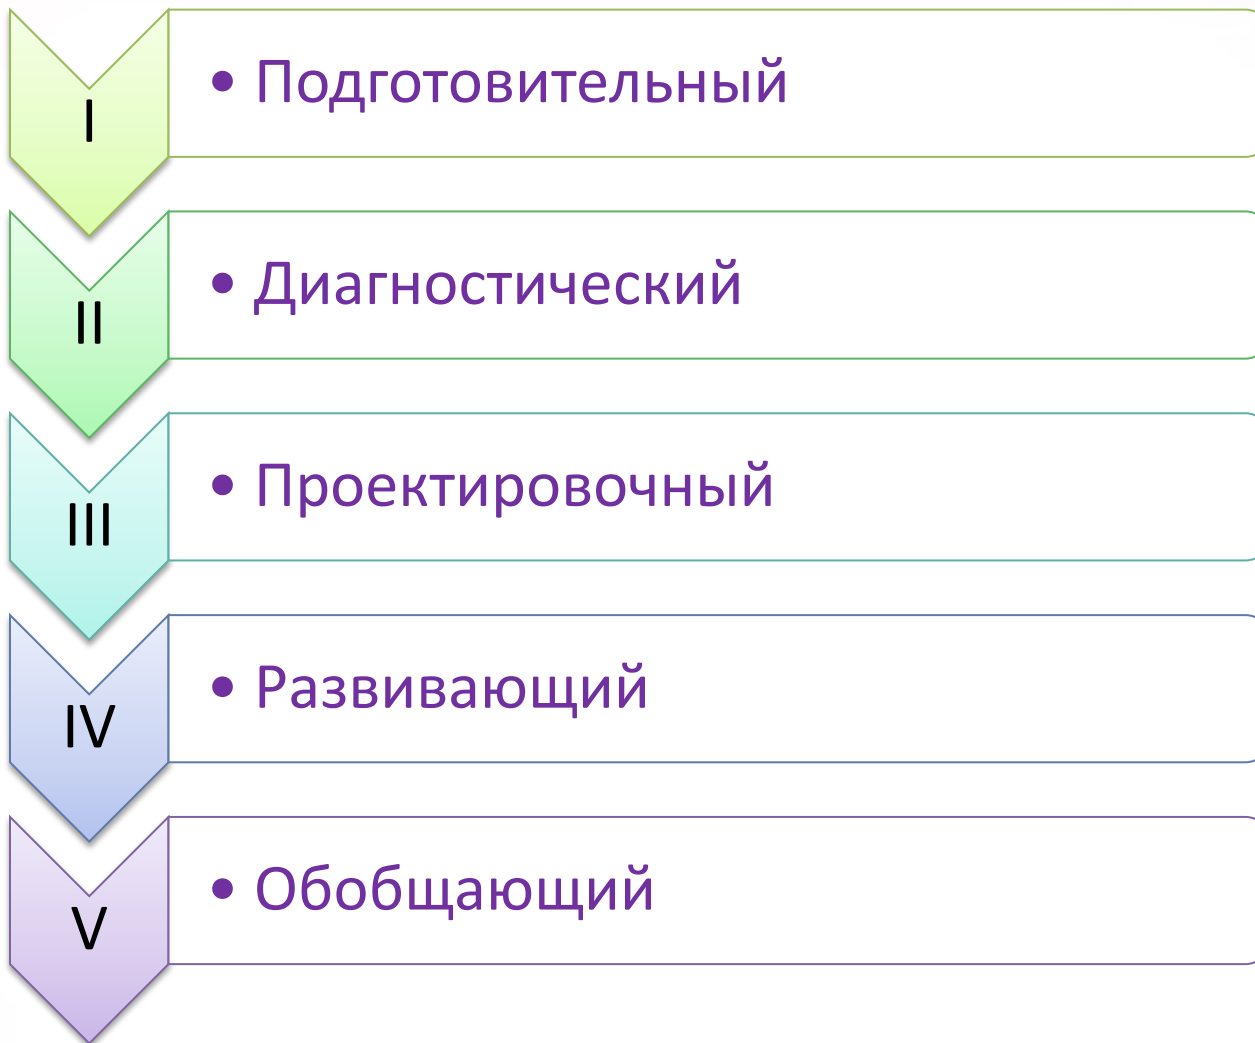 I
• Подготовительный
II
• Диагностический
III
• Проектировочный
IV
• Развивающий
V
• Обобщающий